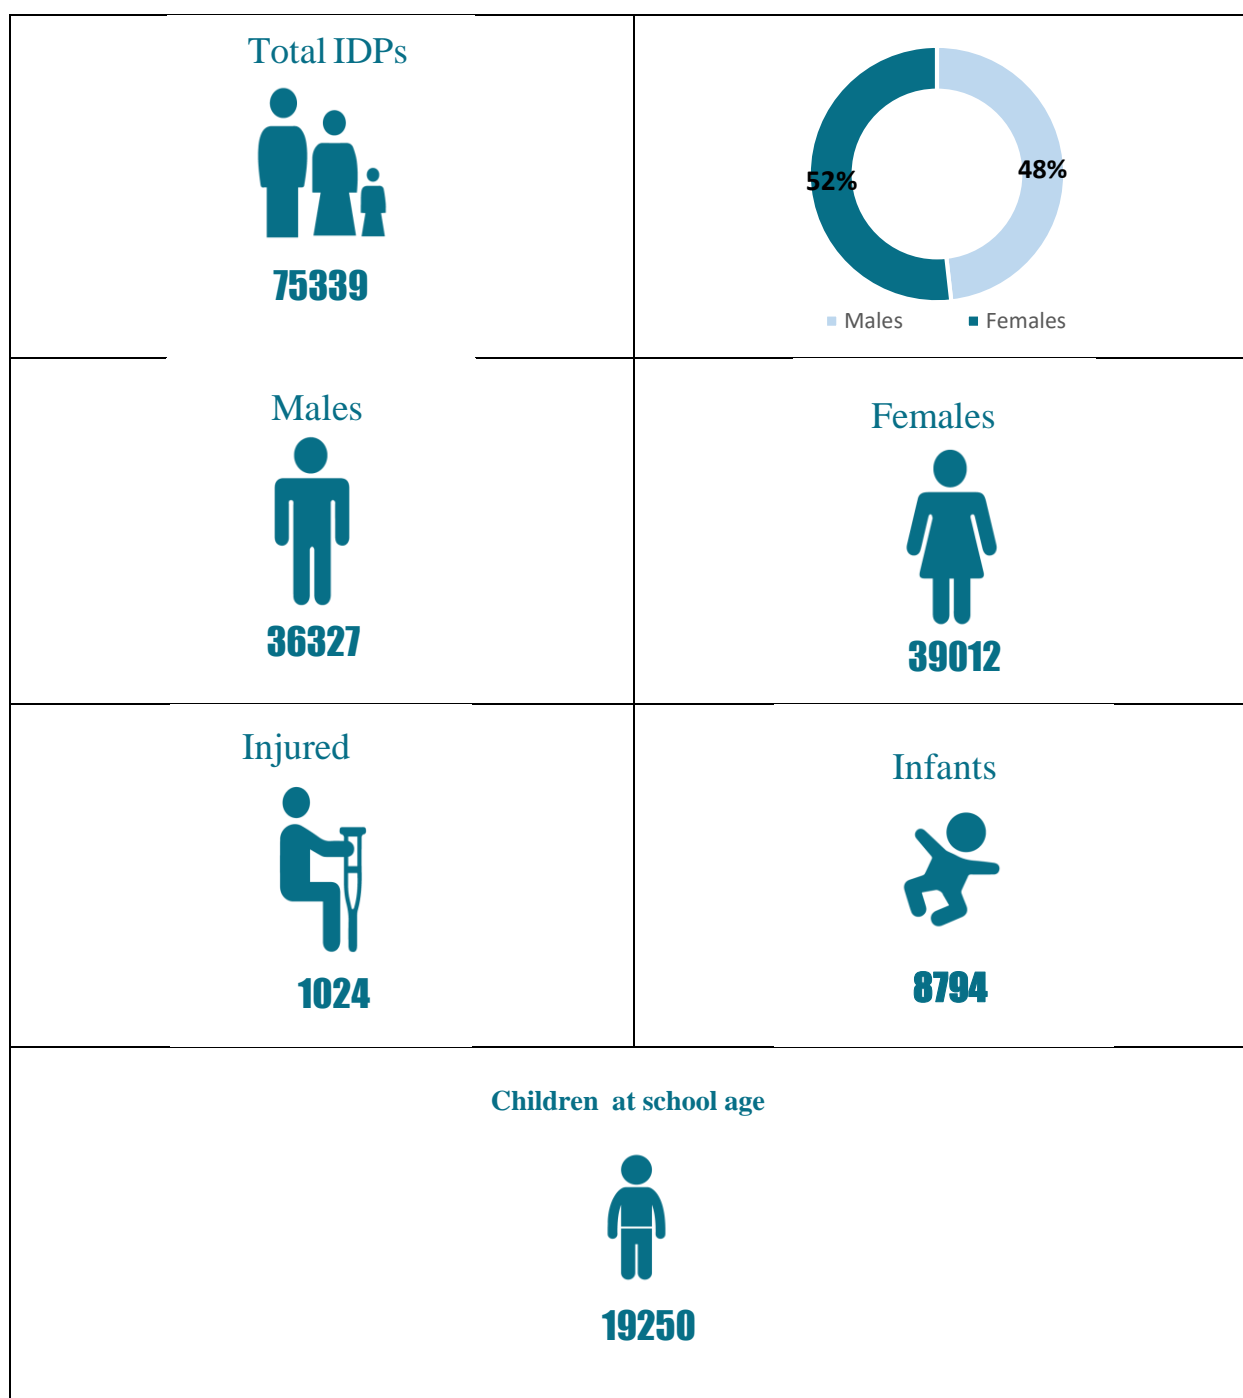 Total IDPs
75339
52%
48%
Males
Females
Males
36327
Females
39012
Injured
1024
Infants
8794
Children at school age
19250